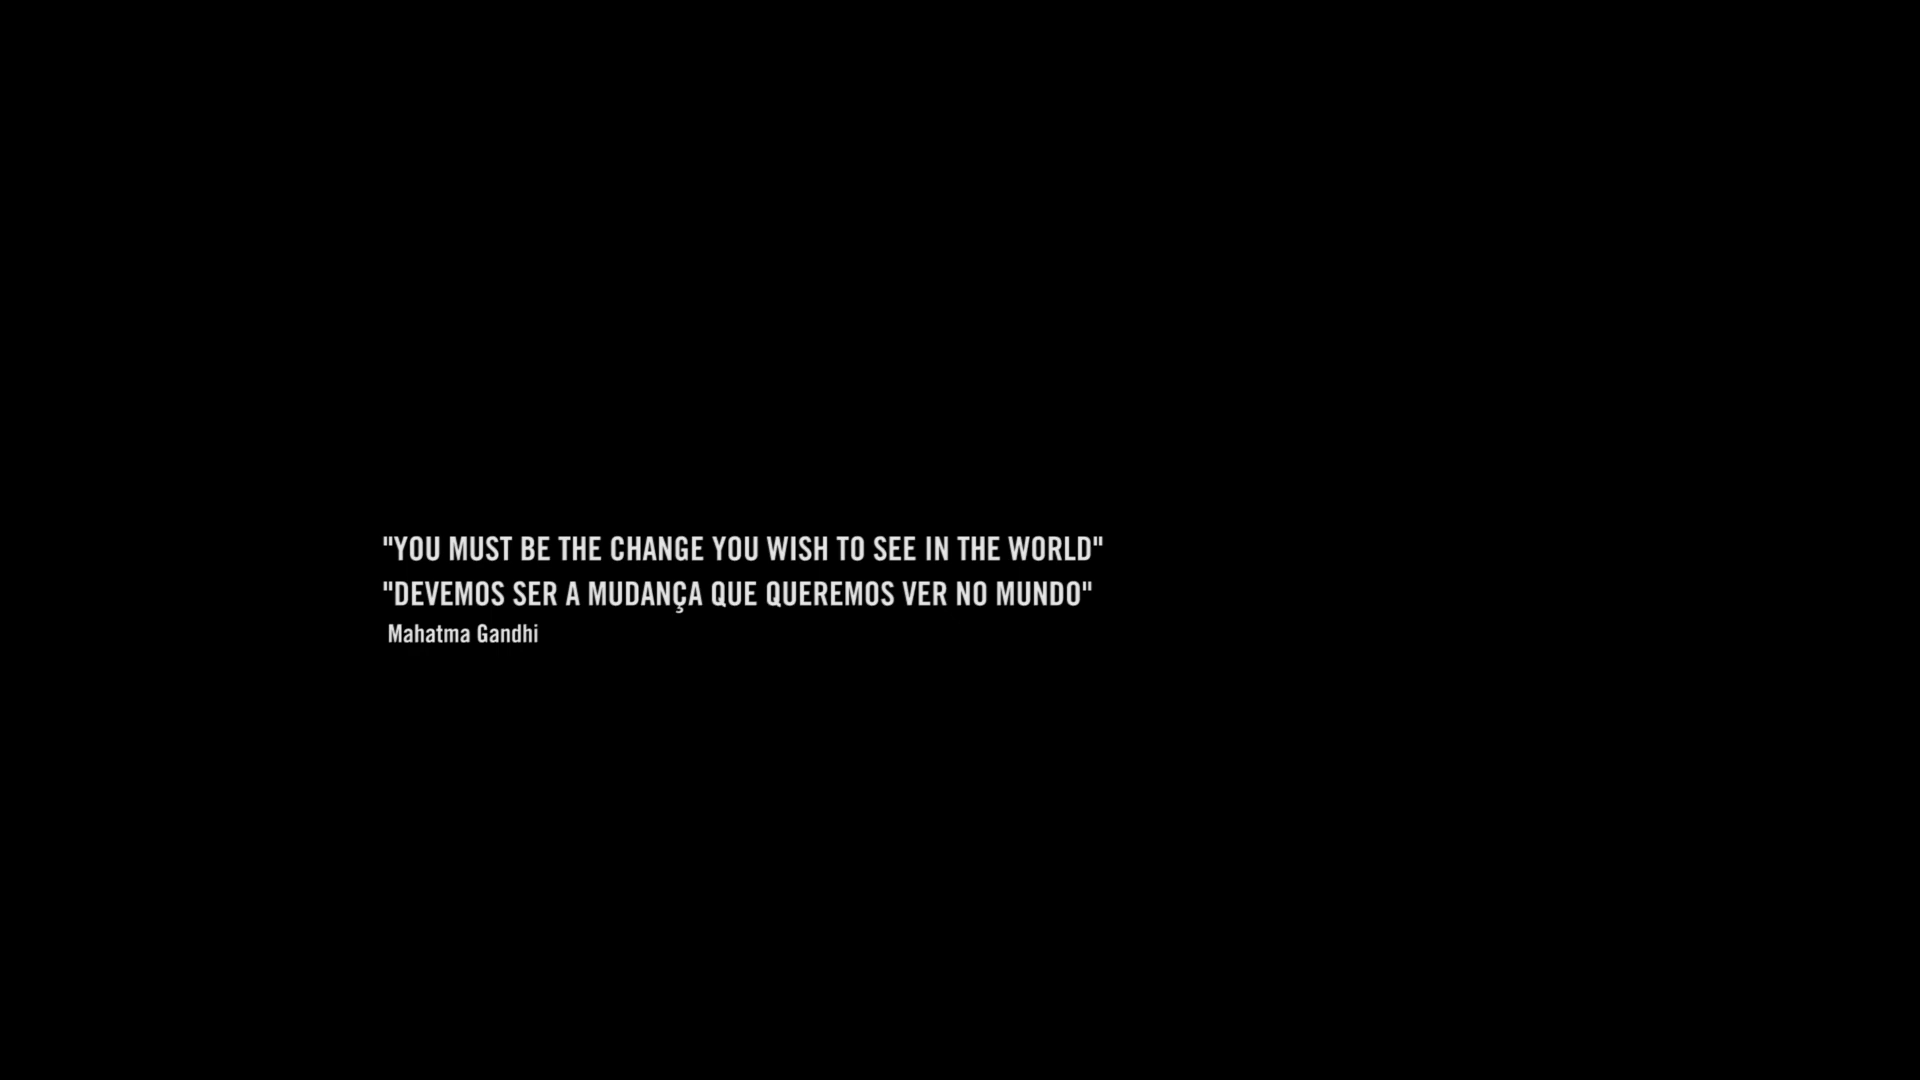 "YOU MUST BE THE CHANGE YOU WISH TO SEE IN THE WORLD"
"DEVEMOS SER A MUDANÇA QUE QUEREMOS VER NO MUNDO"
Mahatma Gandhi